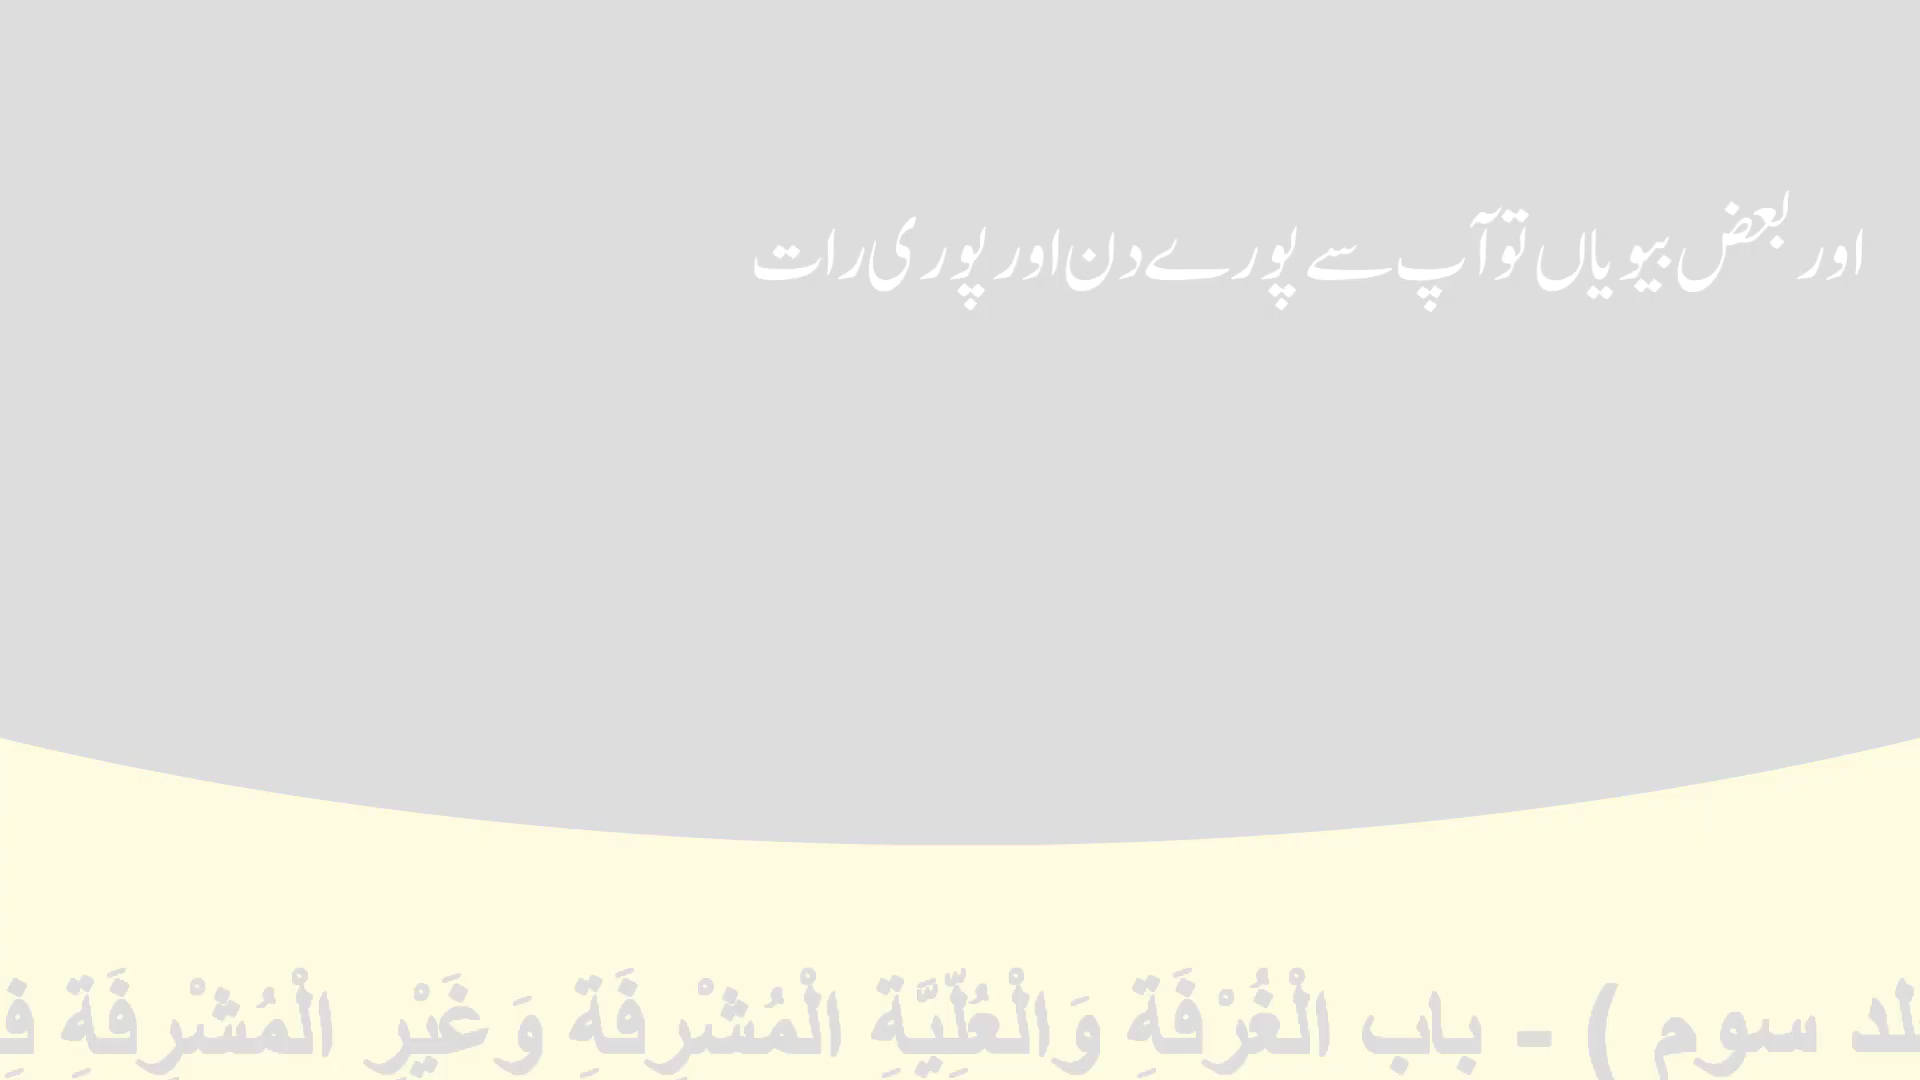 اور بعض بیویاں تو آپ سے پورے دن اور پوری رات
لد سوم ) - باب الْغُرْفَةِ وَالْعُلِّيَّةِ الْمُشْرِفَةِ وَغَيْرِ الْمُشْرِفَةِ فِ